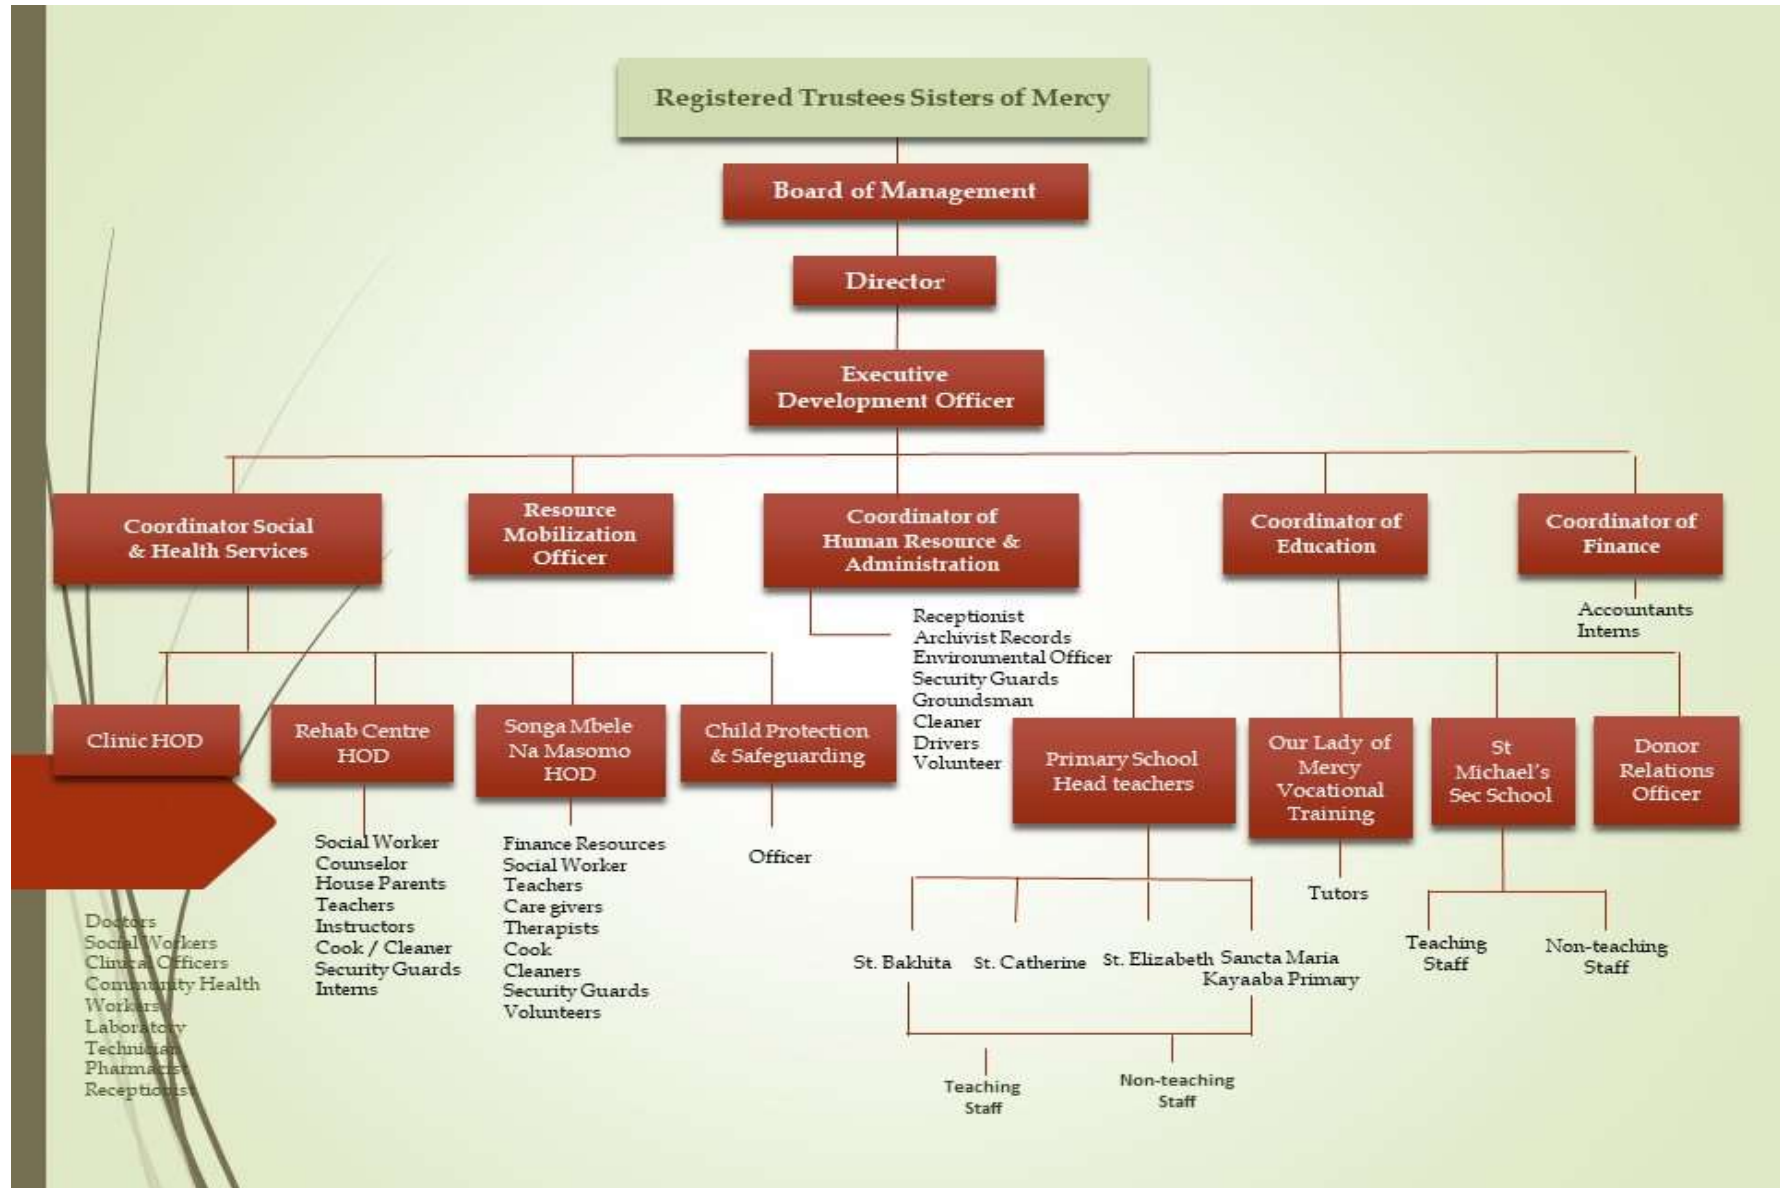 Registered Trustees Sisters of Mercy
Board of Management
Director
Executive
Development Officer
Coordinator Social
& Health Services
Resource
Mobilization
Officer
Coordinator of
Human Resource &
Administration
Coordinator of
Education
Coordinator of
Finance
Accountants
Interns
Receptionist
Archivist Records
Environmental Officer
Security Guards
Groundsman
Cleaner
Drivers
Volunteer
Clinic HOD
Rehab Centre
HOD
Songa Mbele
Na Masomo
HOD
Child Protection
& Safeguarding
Primary School
Head teachers
Our Lady of
Mercy
Vocational
Training
St
Michael's
Sec School
Donor
Relations
Officer
Doctors
Social Workers
Clinical Officers
Community Health
Workers
Laboratory
Technician
Pharmacist
Receptionist
Social Worker
Counselor
House Parents
Teachers
Instructors
Cook / Cleaner
Security Guards
Interns
Finance Resources
Social Worker
Teachers
Care givers
Therapists
Cook
Cleaners
Security Guards
Volunteers
Officer
St. Bakhita
St. Catherine
St. Elizabeth
Sancta Maria
Kayaaba Primary
Teaching
Staff
Non-teaching
Staff
Tutors
Teaching
Staff
Non-teaching
Staff